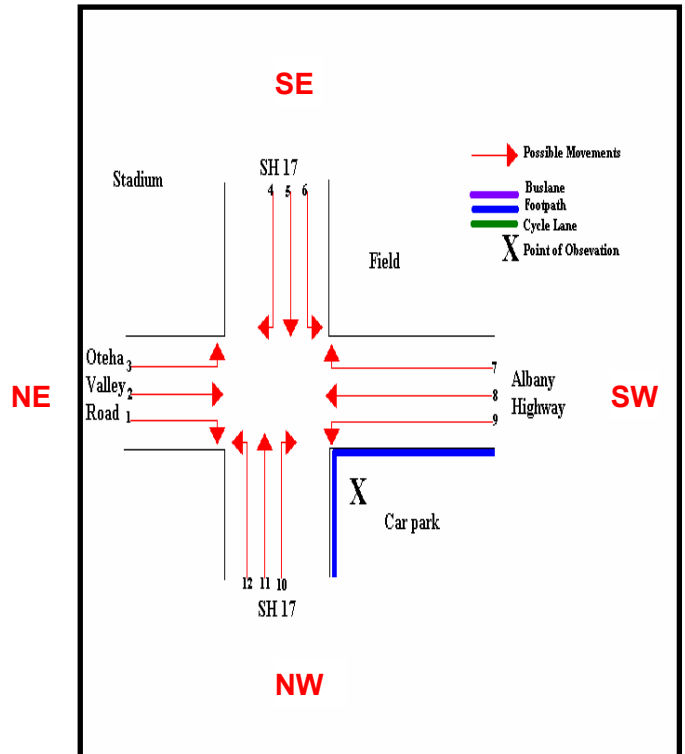 SE
SH 17
4 5 6
Stadium
Possible Movements
Buslane
Footpath
Cycle Lane
X Point of Obsevation
Field
Oteha
3
Valley
2
Road
1
NE
7
Albany
8
Highway
9
SW
X
Car park
12 11 10
SH 17
NW